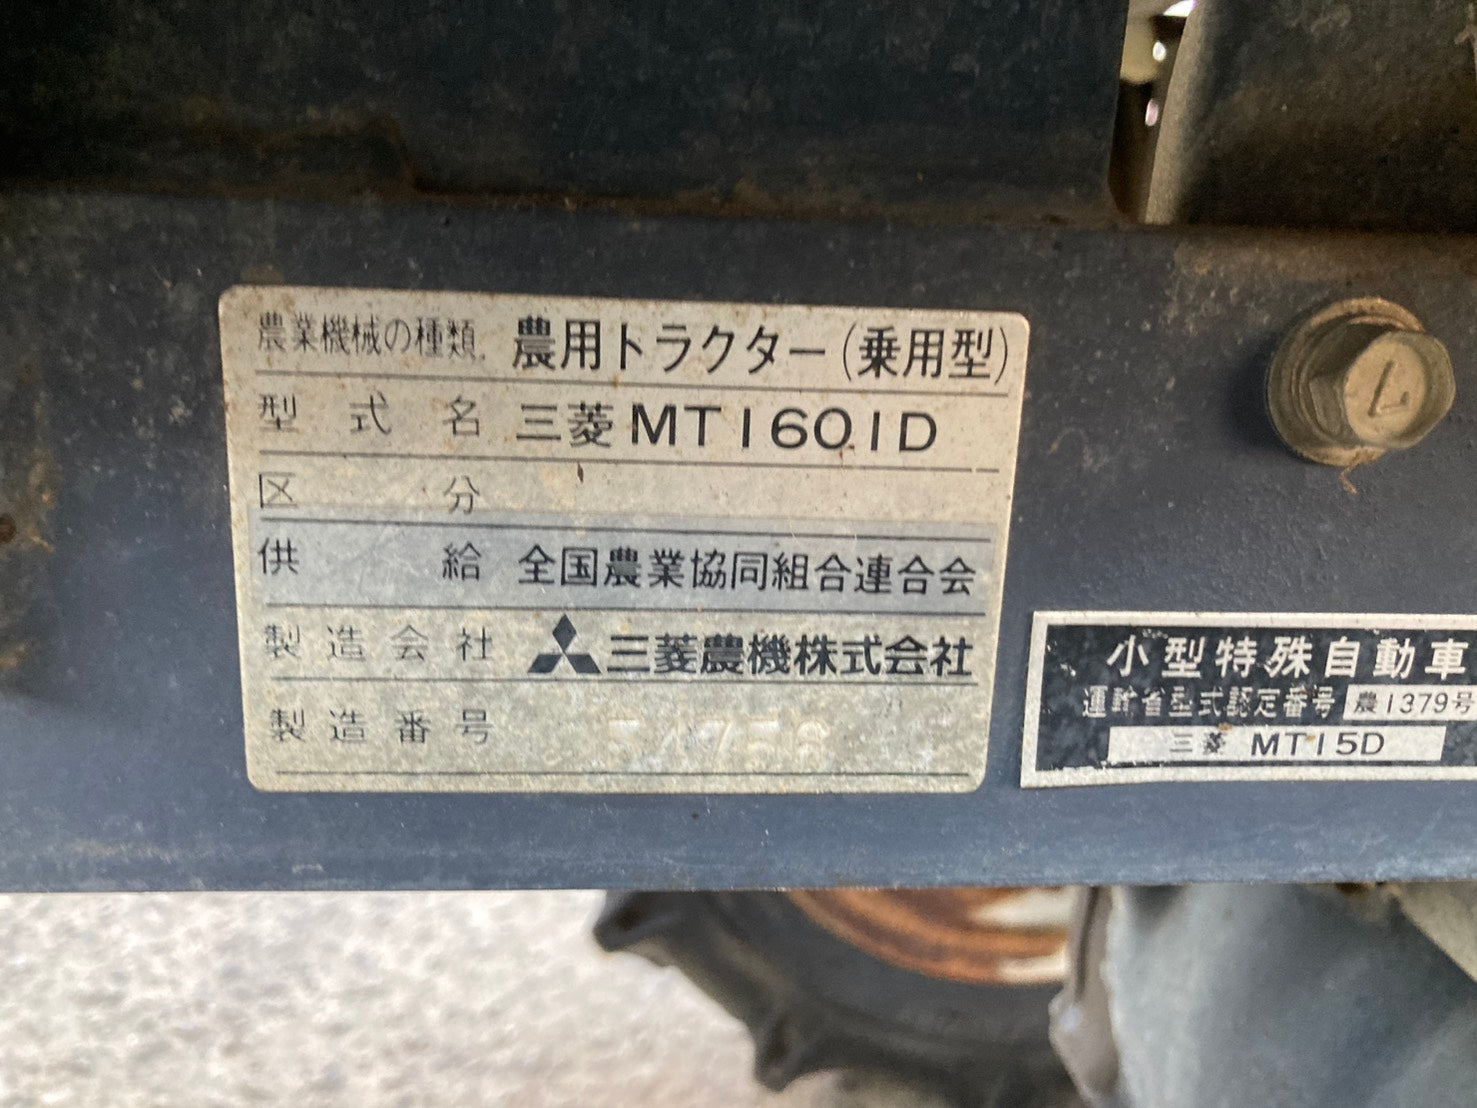 農業機械の種類 農用トラクター(乗用型)
型式名 三菱MT1601D
区分
供給 全国農業協同組合連合会
製造会社 三菱農機株式会社
製造番号
小型特殊自動車
運輸省型式認定番号 農1379号
三菱 MT15D